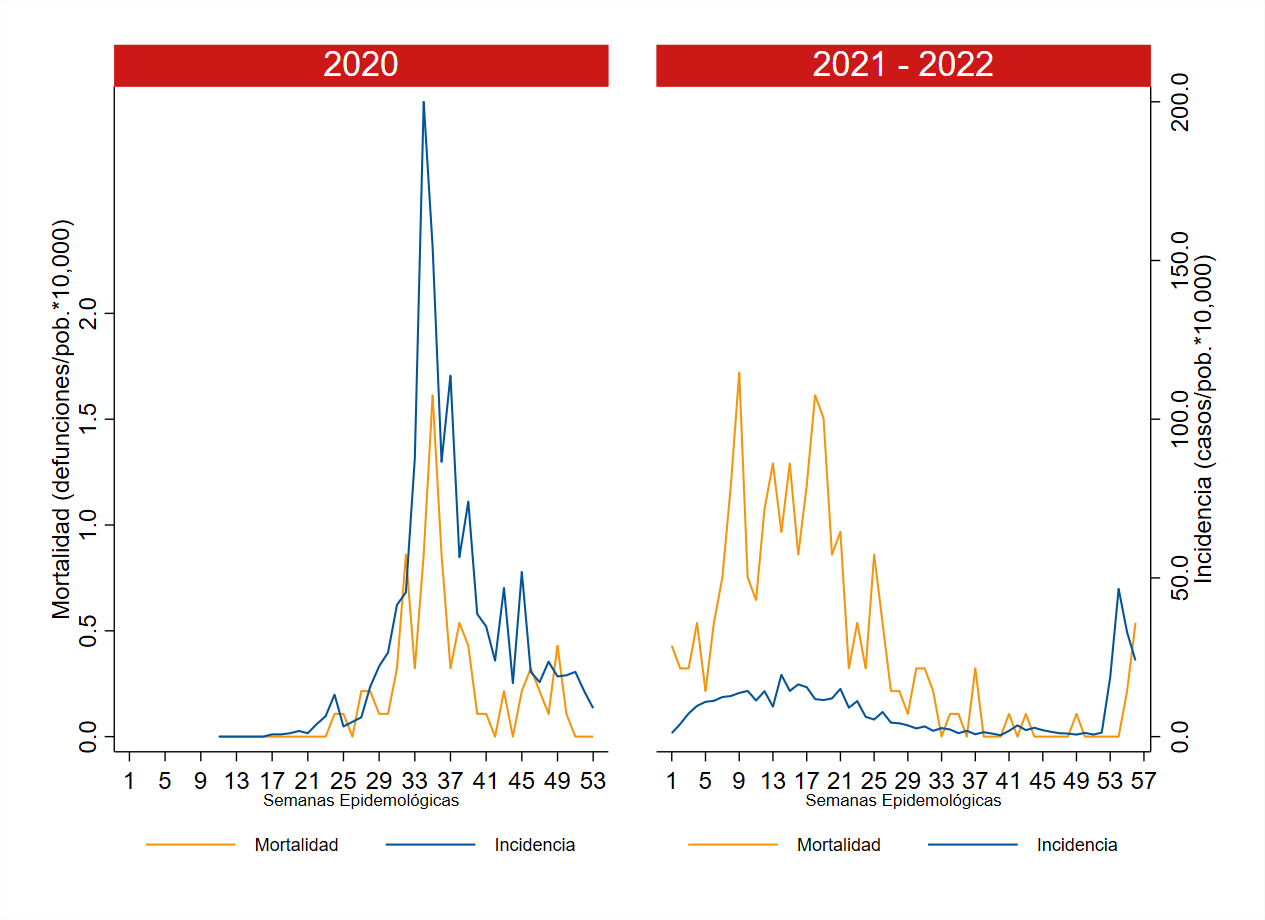 2020
2021 - 2022
Mortalidad (defunciones/pob.*10,000)
0.0 0.5 1.0 1.5 2.0
1 5 9 13 17 21 25 29 33 37 41 45 49 53
Semanas Epidemológicas
Mortalidad Incidencia
1 5 9 13 17 21 25 29 33 37 41 45 49 53 57
Semanas Epidemológicas
Mortalidad Incidencia
0.0 50.0 100.0 150.0 200.0
Incidencia (casos/pob.*10,000)